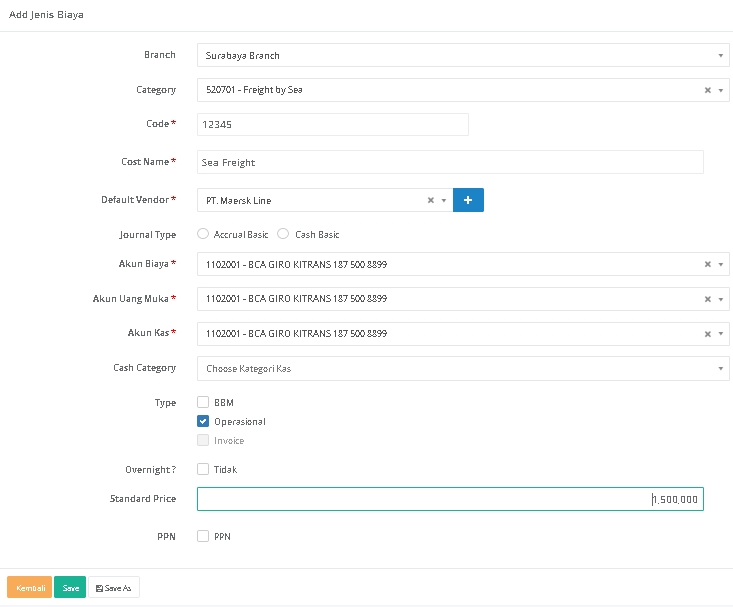 Add Jenis Biaya
Branch Surabaya Branch
Category 520701 - Freight by Sea
Code * 12345
Cost Name * Sea Freight
Default Vendor * PT. Maersk Line
Journal Type Accrual Basic Cash Basic
Akun Biaya * 1102001 - BCA GIRO KITRANS 187 500 8899
Akun Uang Muka * 1102001 - BCA GIRO KITRANS 187 500 8899
Akun Kas * 1102001 - BCA GIRO KITRANS 187 500 8899
Cash Category Choose Kategori Kas
Type BBM
Operasional
Invoice
Overnight ? Tidak
Standard Price 1,500,000
PPN PPN
Kembali Save Save As